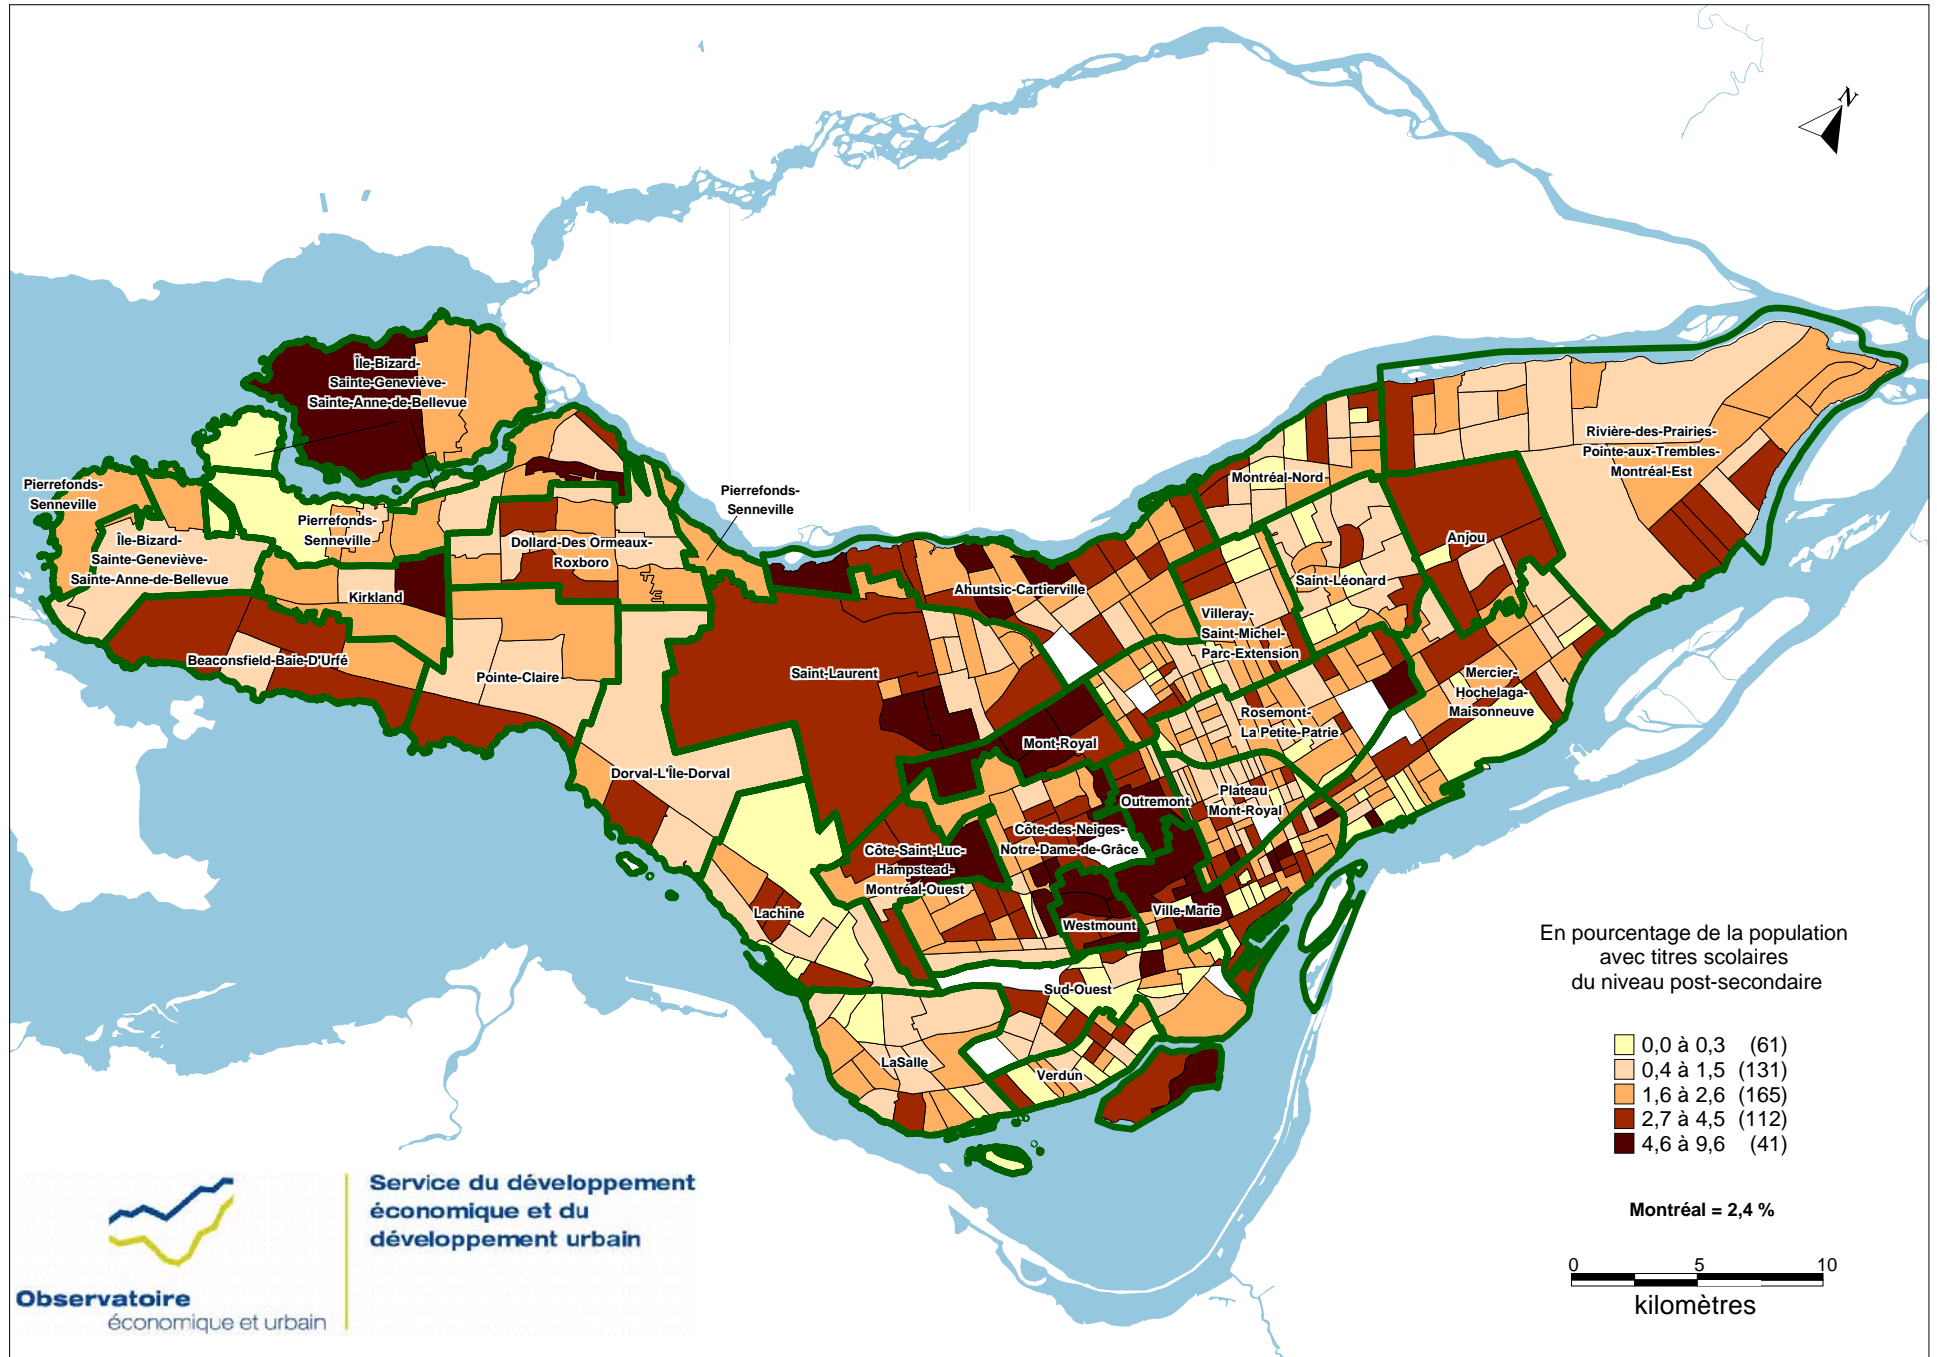 N
Île-Bizard-
Sainte-Geneviève-
Sainte-Anne-de-Bellevue
Rivière-des-Prairies-
Pointe-aux-Trembles-
Montréal-Est
Pierrefonds-
Senneville
Montréal-Nord
Pierrefonds-
Senneville
Pierrefonds-
Senneville
Île-Bizard-
Sainte-Geneviève-
Sainte-Anne-de-Bellevue
Dollard-Des Ormeaux-
Roxboro
Anjou
Kirkland
Ahuntsic-Cartierville
Saint-Léonard
Villeray-
Saint-Michel-
Parc-Extension
Beaconsfield-Baie-D'Urfé
Pointe-Claire
Saint-Laurent
Mercier-
Hochelaga-
Maisonneuve
Rosemont-
La Petite-Patrie
Mont-Royal
Dorval-L'Île-Dorval
Outremont
Plateau
Mont-Royal
Côte-des-Neiges-
Notre-Dame-de-Grâce
Côte-Saint-Luc-
Hampstead-
Montréal-Ouest
Lachine
Ville-Marie
Westmount
Sud-Ouest
LaSalle
Verdun
En pourcentage de la population
avec titres scolaires
du niveau post-secondaire
0,0 à 0,3 (61)
0,4 à 1,5 (131)
1,6 à 2,6 (165)
2,7 à 4,5 (112)
4,6 à 9,6 (41)
Montréal = 2,4 %
0 5 10
kilomètres
Service du développement
économique et du
développement urbain
Observatoire
économique et urbain